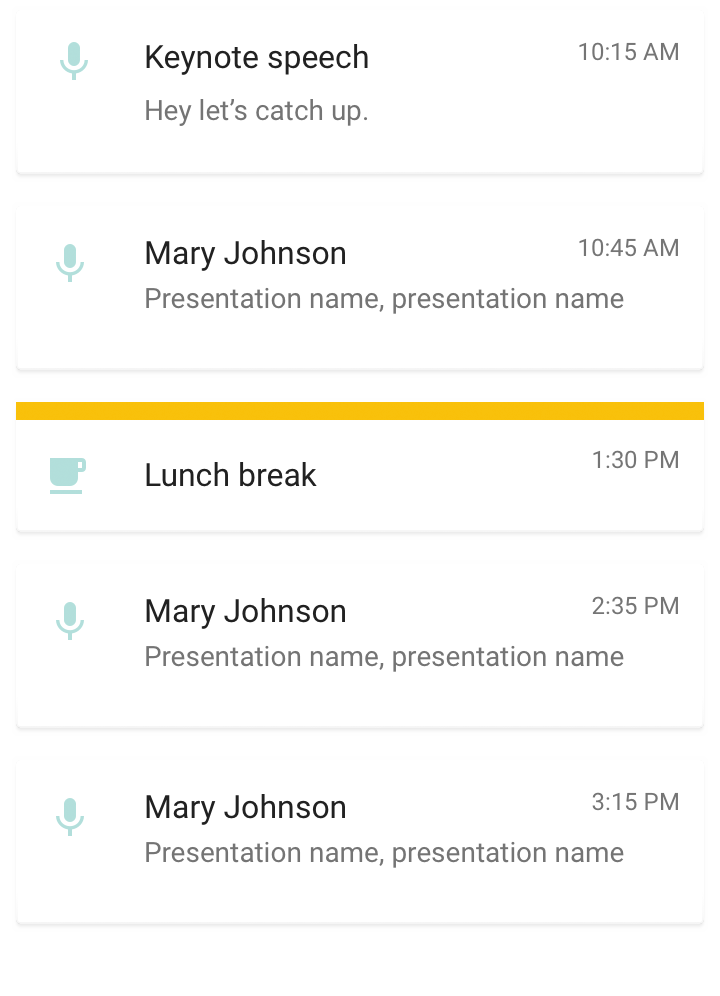 Keynote speech 10:15 AM
Hey let’s catch up.
Mary Johnson 10:45 AM
Presentation name, presentation name
Lunch break 1:30 PM
Mary Johnson 2:35 PM
Presentation name, presentation name
Mary Johnson 3:15 PM
Presentation name, presentation name